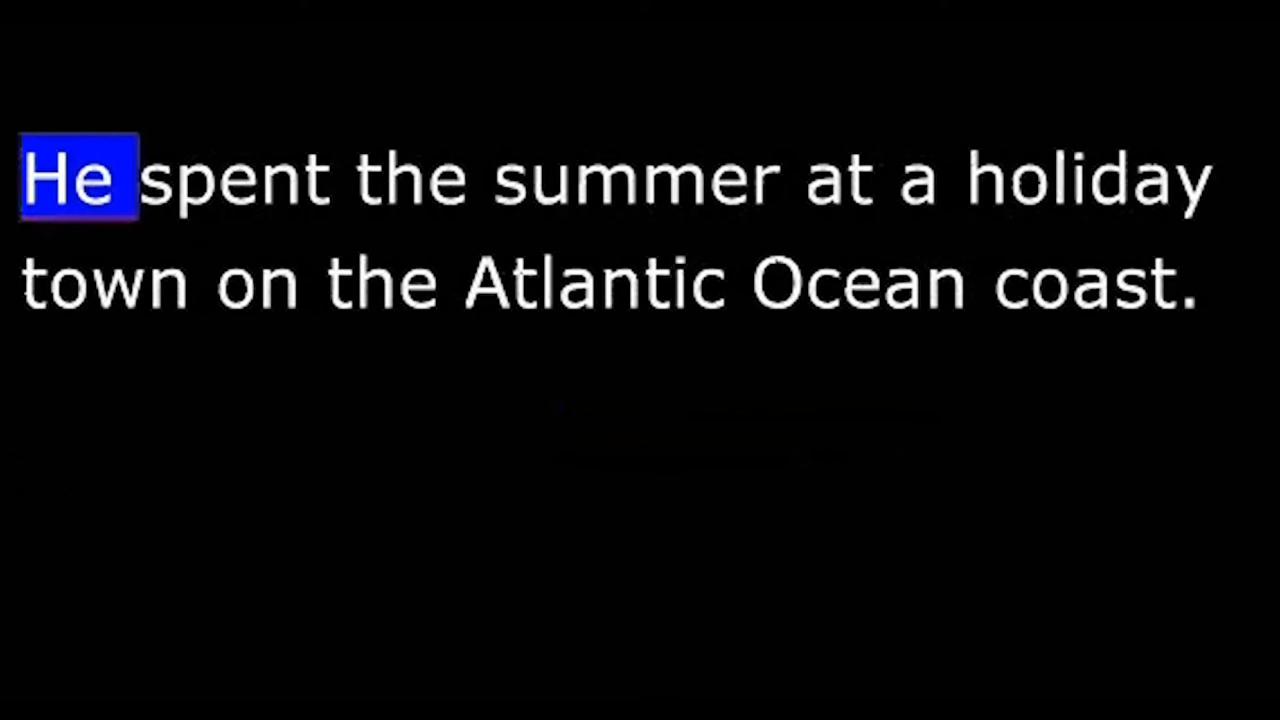 He spent the summer at a holiday
town on the Atlantic Ocean coast.